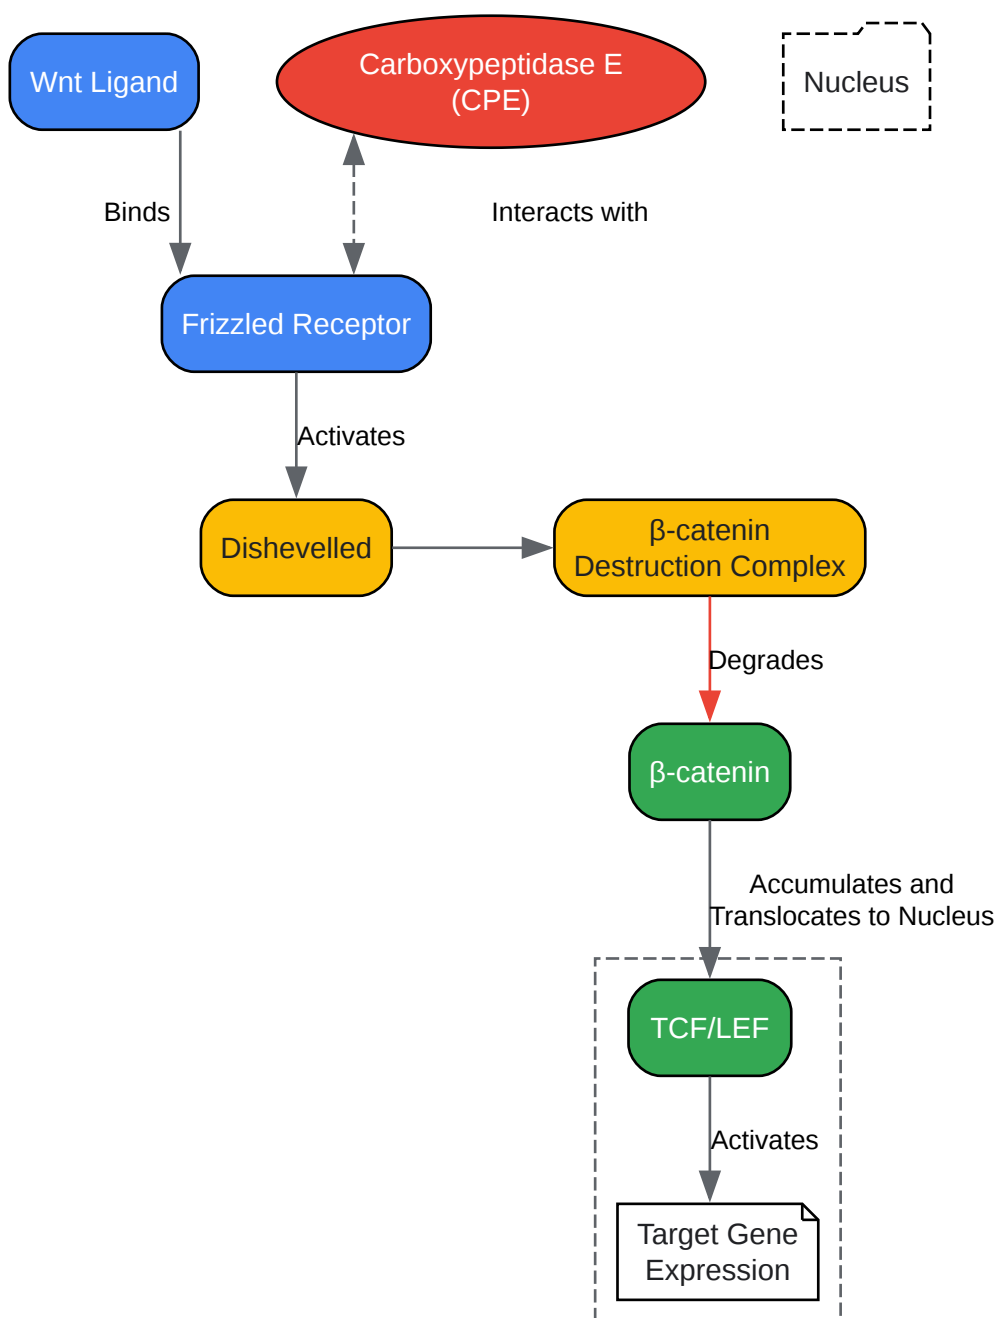 Wnt Ligand
Carboxypeptidase E
(CPE)
Nucleus
Binds
Interacts with
Frizzled Receptor
Activates
Dishevelled
β-catenin
Destruction Complex
Degrades
β-catenin
Accumulates and
Translocates to Nucleus
TCF/LEF
Activates
Target Gene
Expression